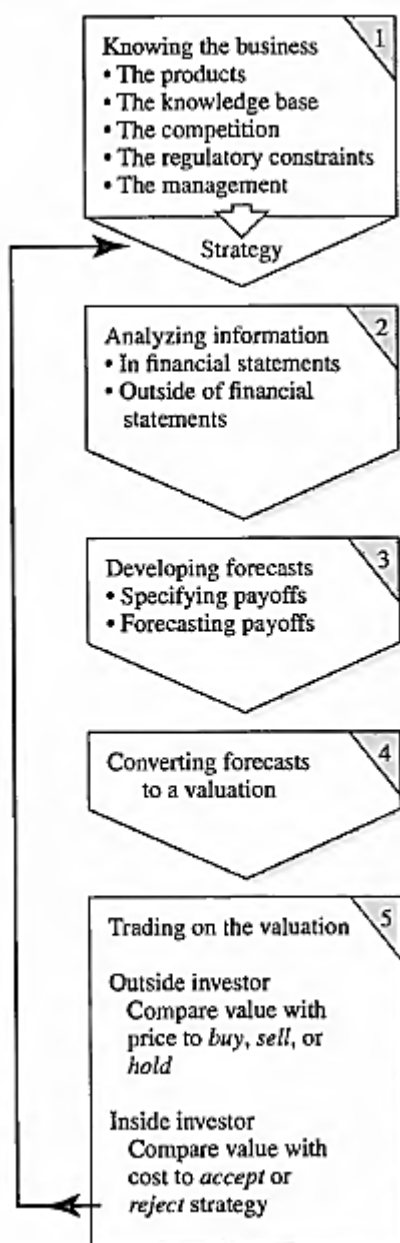 1
Knowing the business
• The products
• The knowledge base
• The competition
• The regulatory constraints
• The management
Strategy
2
Analyzing information
• In financial statements
• Outside of financial
statements
3
Developing forecasts
• Specifying payoffs
• Forecasting payoffs
4
Converting forecasts
to a valuation
5
Trading on the valuation
Outside investor
Compare value with
price to buy, sell, or
hold
Inside investor
Compare value with
cost to accept or
reject strategy